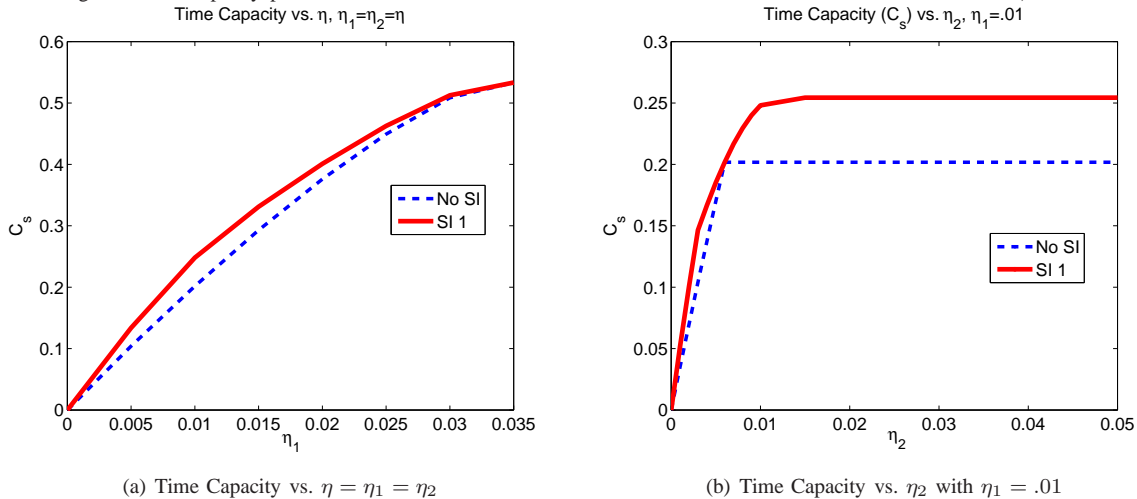 Time Capacity vs. η, η₁=η₂=η
0.6
0.5
0.4
0.3
0.2
0.1
0
C_s
No SI
SI 1
0 0.005 0.01 0.015 0.02 0.025 0.03 0.035
η₁
(a) Time Capacity vs. η = η₁ = η₂
Time Capacity (C_s) vs. η₂, η₁=.01
0.3
0.25
0.2
0.15
0.1
0.05
0
C_s
No SI
SI 1
0 0.01 0.02 0.03 0.04 0.05
η₂
(b) Time Capacity vs. η₂ with η₁ = .01